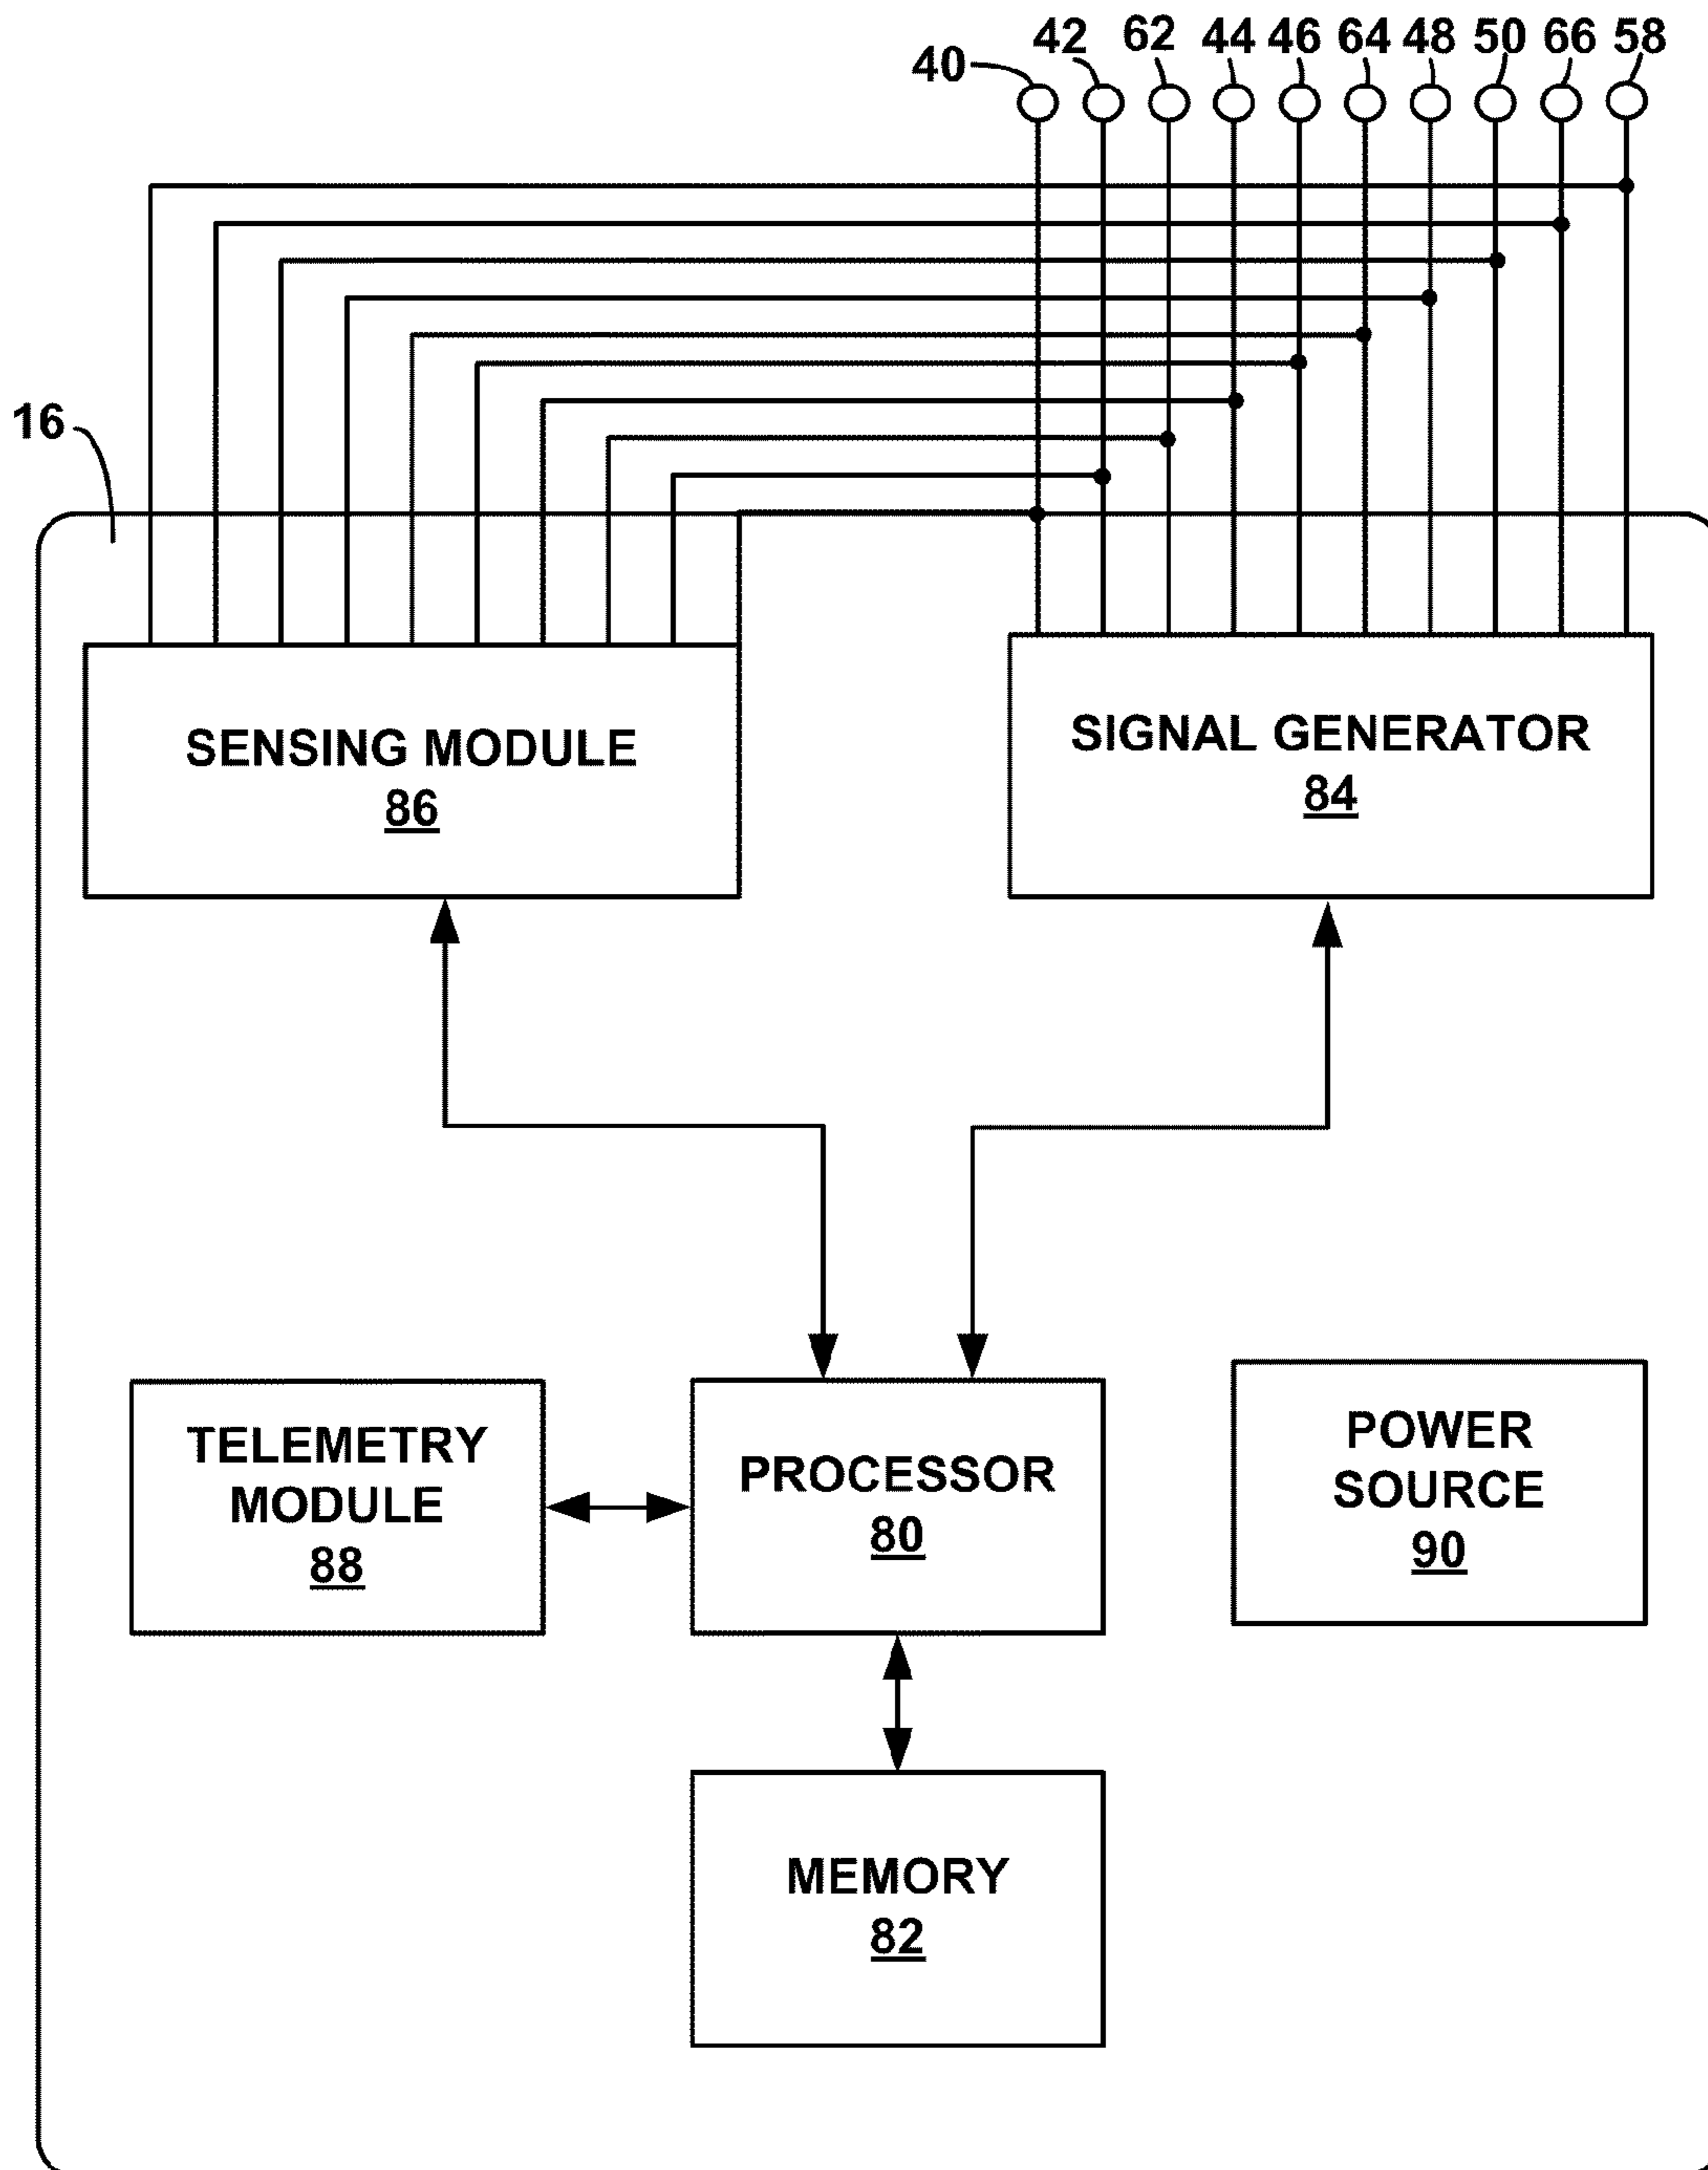 40 42 62 44 46 64 48 50 66 58
16
SENSING MODULE
86
SIGNAL GENERATOR
84
TELEMETRY
MODULE
88
PROCESSOR
80
POWER
SOURCE
90
MEMORY
82